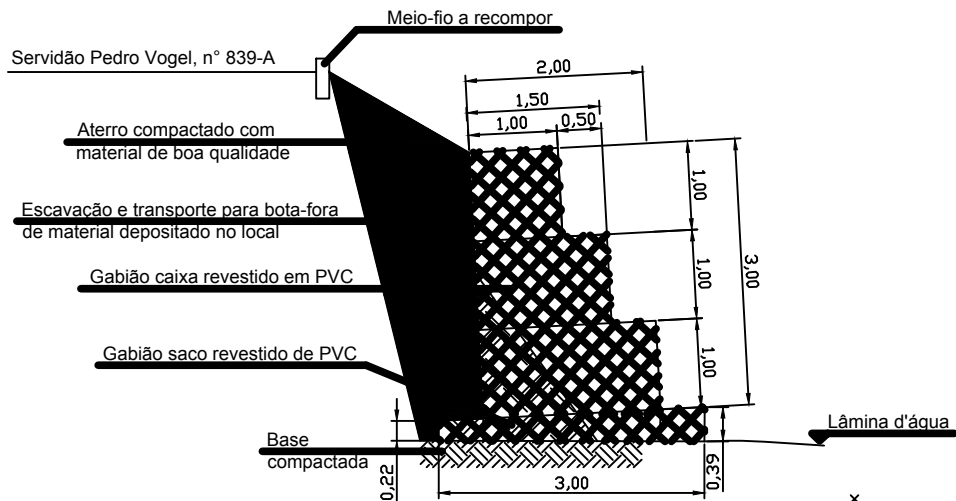 Meio-fio a recompor
Servidão Pedro Vogel, n° 839-A
2,00
1,50
1,00
0,50
Aterro compactado com
material de boa qualidade
1,00
Escavação e transporte para bota-fora
de material depositado no local
3,00
1,00
Gabião caixa revestido em PVC
1,00
Gabião saco revestido de PVC
Lâmina d'água
Base
compactada
0,22
3,00
0,39